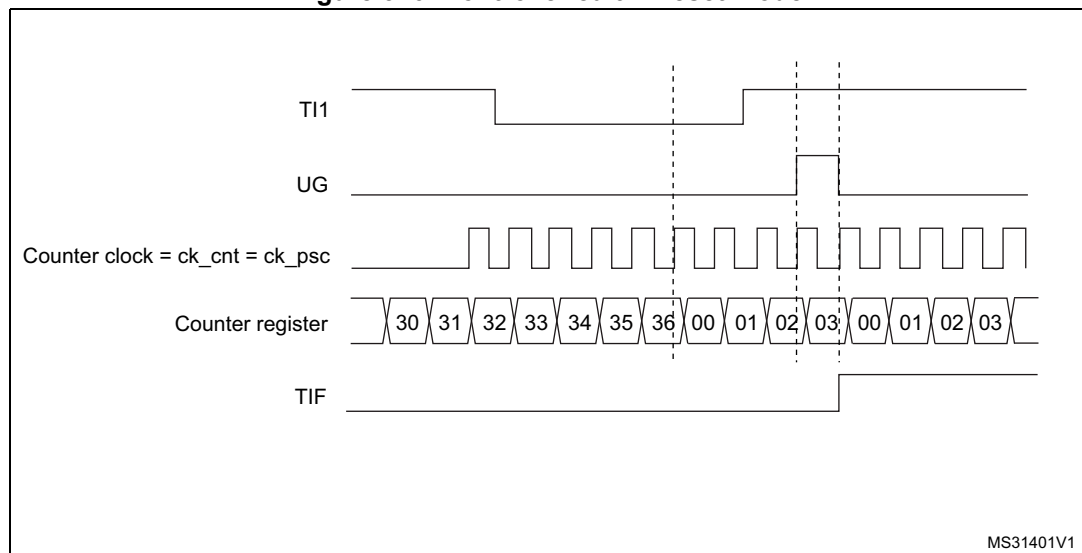 TI1
UG
Counter clock = ck_cnt = ck_psc
Counter register 30 31 32 33 34 35 36 00 01 02 03 00 01 02 03
TIF
MS31401V1